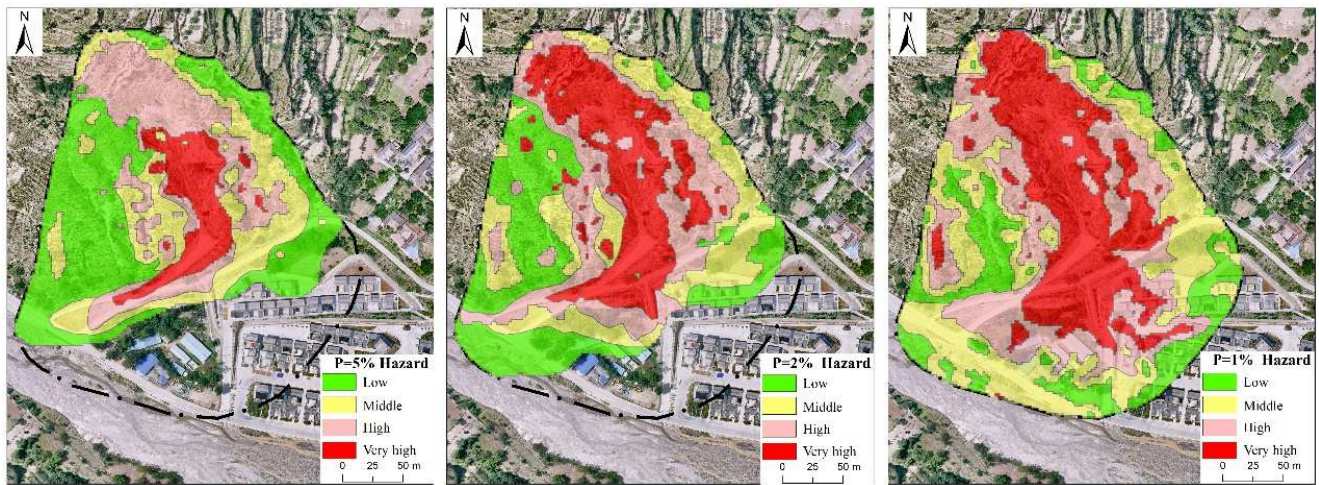 N
P=5% Hazard
Low
Middle
High
Very high
0 25 50 m
N
P=2% Hazard
Low
Middle
High
Very high
0 25 50 m
N
P=1% Hazard
Low
Middle
High
Very high
0 25 50 m